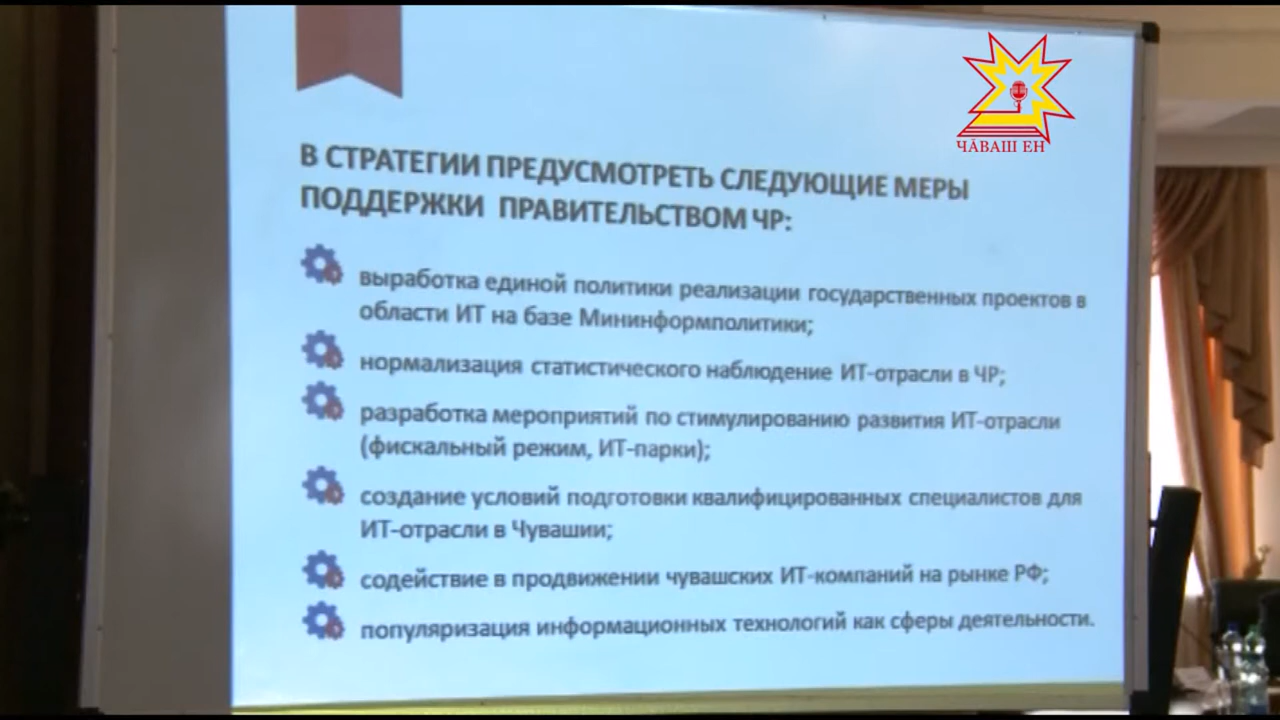 ЧӐВАШ ЕН
В СТРАТЕГИИ ПРЕДУСМОТРЕТЬ СЛЕДУЮЩИЕ МЕРЫ
ПОДДЕРЖКИ ПРАВИТЕЛЬСТВОМ ЧР:
выработка единой политики реализации государственных проектов в
области ИТ на базе Мининформполитики;
нормализация статистического наблюдение ИТ-отрасли в ЧР;
разработка мероприятий по стимулированию развития ИТ-отрасли
(фискальный режим, ИТ-парки);
создание условий подготовки квалифицированных специалистов для
ИТ-отрасли в Чувашии;
содействие в продвижении чувашских ИТ-компаний на рынке РФ;
популяризация информационных технологий как сферы деятельности.